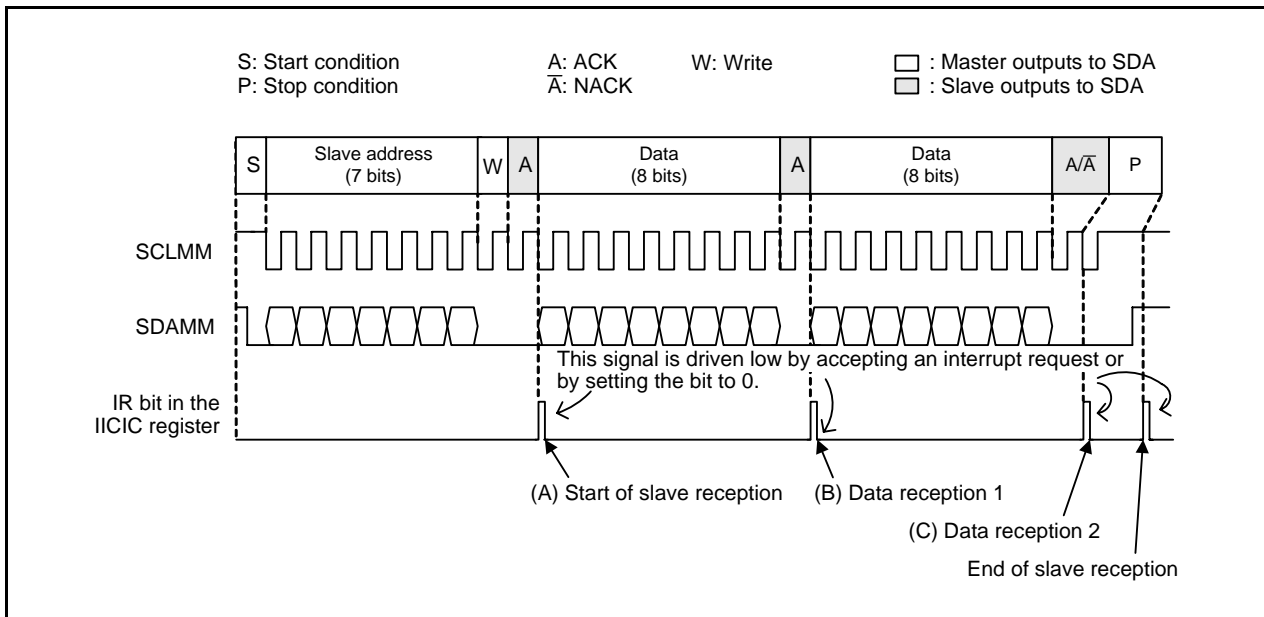 S: Start condition A: ACK W: Write : Master outputs to SDA
P: Stop condition A̅: NACK : Slave outputs to SDA
S Slave address (7 bits) W A Data (8 bits) A Data (8 bits) A/A̅ P
SCLMM
SDAMM
This signal is driven low by accepting an interrupt request or
by setting the bit to 0.
IR bit in the
IICIC register
(A) Start of slave reception (B) Data reception 1
(C) Data reception 2
End of slave reception